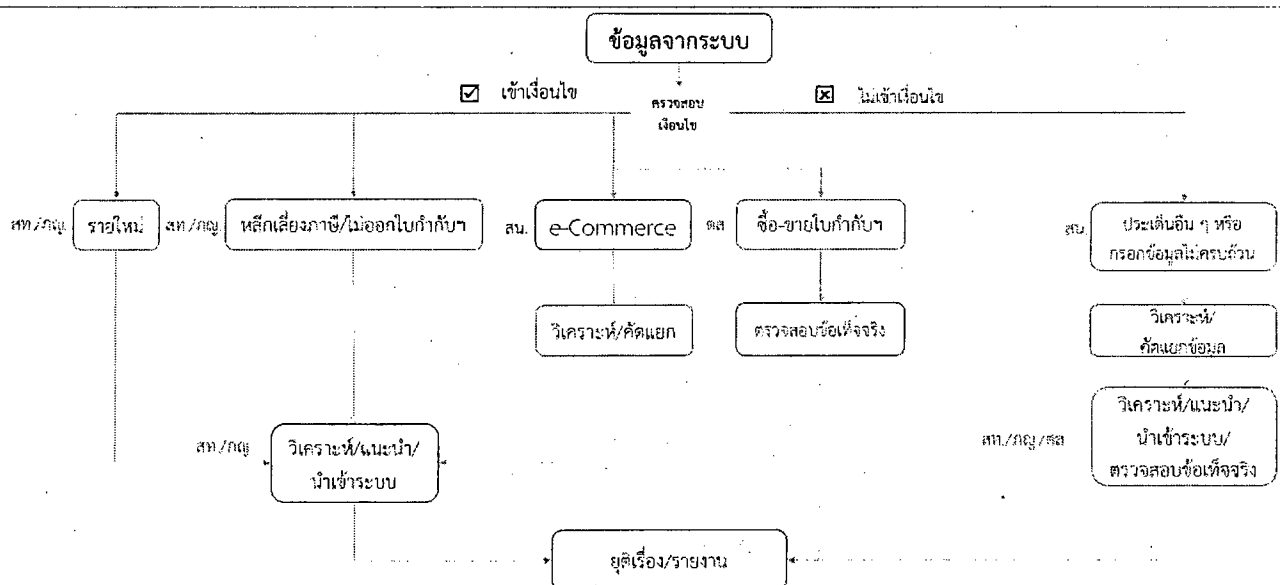 ข้อมูลจากระบบ
☑ เข้าเงื่อนไข
ตรวจสอบ
เงื่อนไข
☒ ไม่เข้าเงื่อนไข
สท./ภญ.
รายใหม่
สท./ภญ.
หลีกเลี่ยงภาษี/ไม่ออกใบกำกับฯ
สน.
e-Commerce
ตส
ซื้อ-ขายใบกำกับฯ
สน.
ประเด็นอื่น ๆ หรือ
กรอกข้อมูลไม่ครบถ้วน
วิเคราะห์/คัดแยก
ตรวจสอบข้อเท็จจริง
วิเคราะห์/
คัดแยกข้อมูล
สท./ภญ
วิเคราะห์/แนะนำ/
นำเข้าระบบ
สท./ภญ/ตส
วิเคราะห์/แนะนำ/
นำเข้าระบบ/
ตรวจสอบข้อเท็จจริง
ยุติเรื่อง/รายงาน